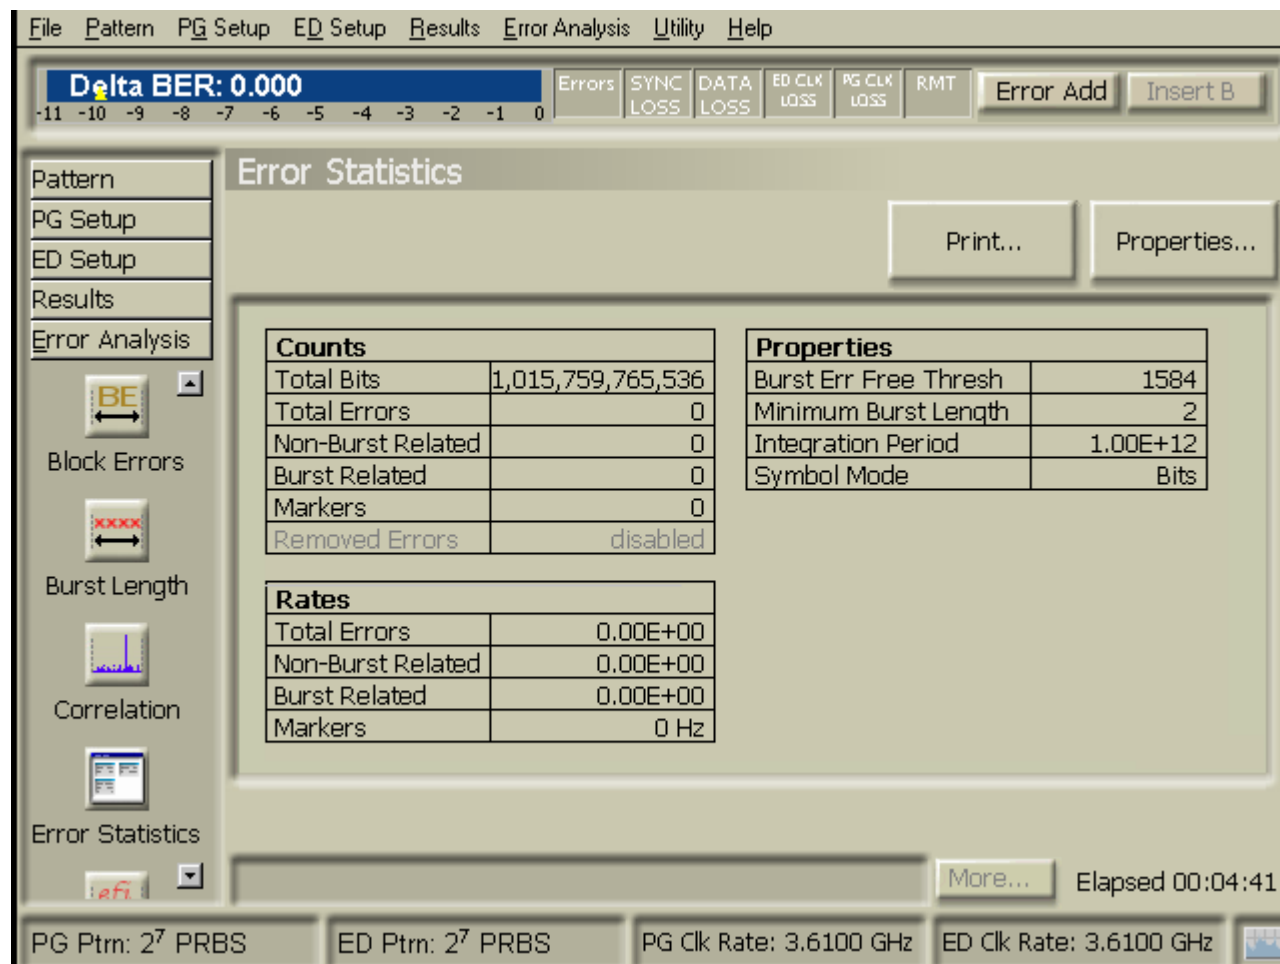 File Pattern PG Setup ED Setup Results Error Analysis Utility Help
Delta BER: 0.000
-11 -10 -9 -8 -7 -6 -5 -4 -3 -2 -1 0
Errors SYNC LOSS DATA LOSS ED CLK LOSS PG CLK LOSS RMT Error Add Insert B
Pattern
PG Setup
ED Setup
Results
Error Analysis
BE
Block Errors
xxxx
Burst Length
Correlation
Error Statistics
efi
Error Statistics
Print... Properties...
Counts
Total Bits 1,015,759,765,536
Total Errors 0
Non-Burst Related 0
Burst Related 0
Markers 0
Removed Errors disabled
Rates
Total Errors 0.00E+00
Non-Burst Related 0.00E+00
Burst Related 0.00E+00
Markers 0 Hz
Properties
Burst Err Free Thresh 1584
Minimum Burst Length 2
Integration Period 1.00E+12
Symbol Mode Bits
More... Elapsed 00:04:41
PG Ptrn: 2⁷ PRBS ED Ptrn: 2⁷ PRBS PG Clk Rate: 3.6100 GHz ED Clk Rate: 3.6100 GHz